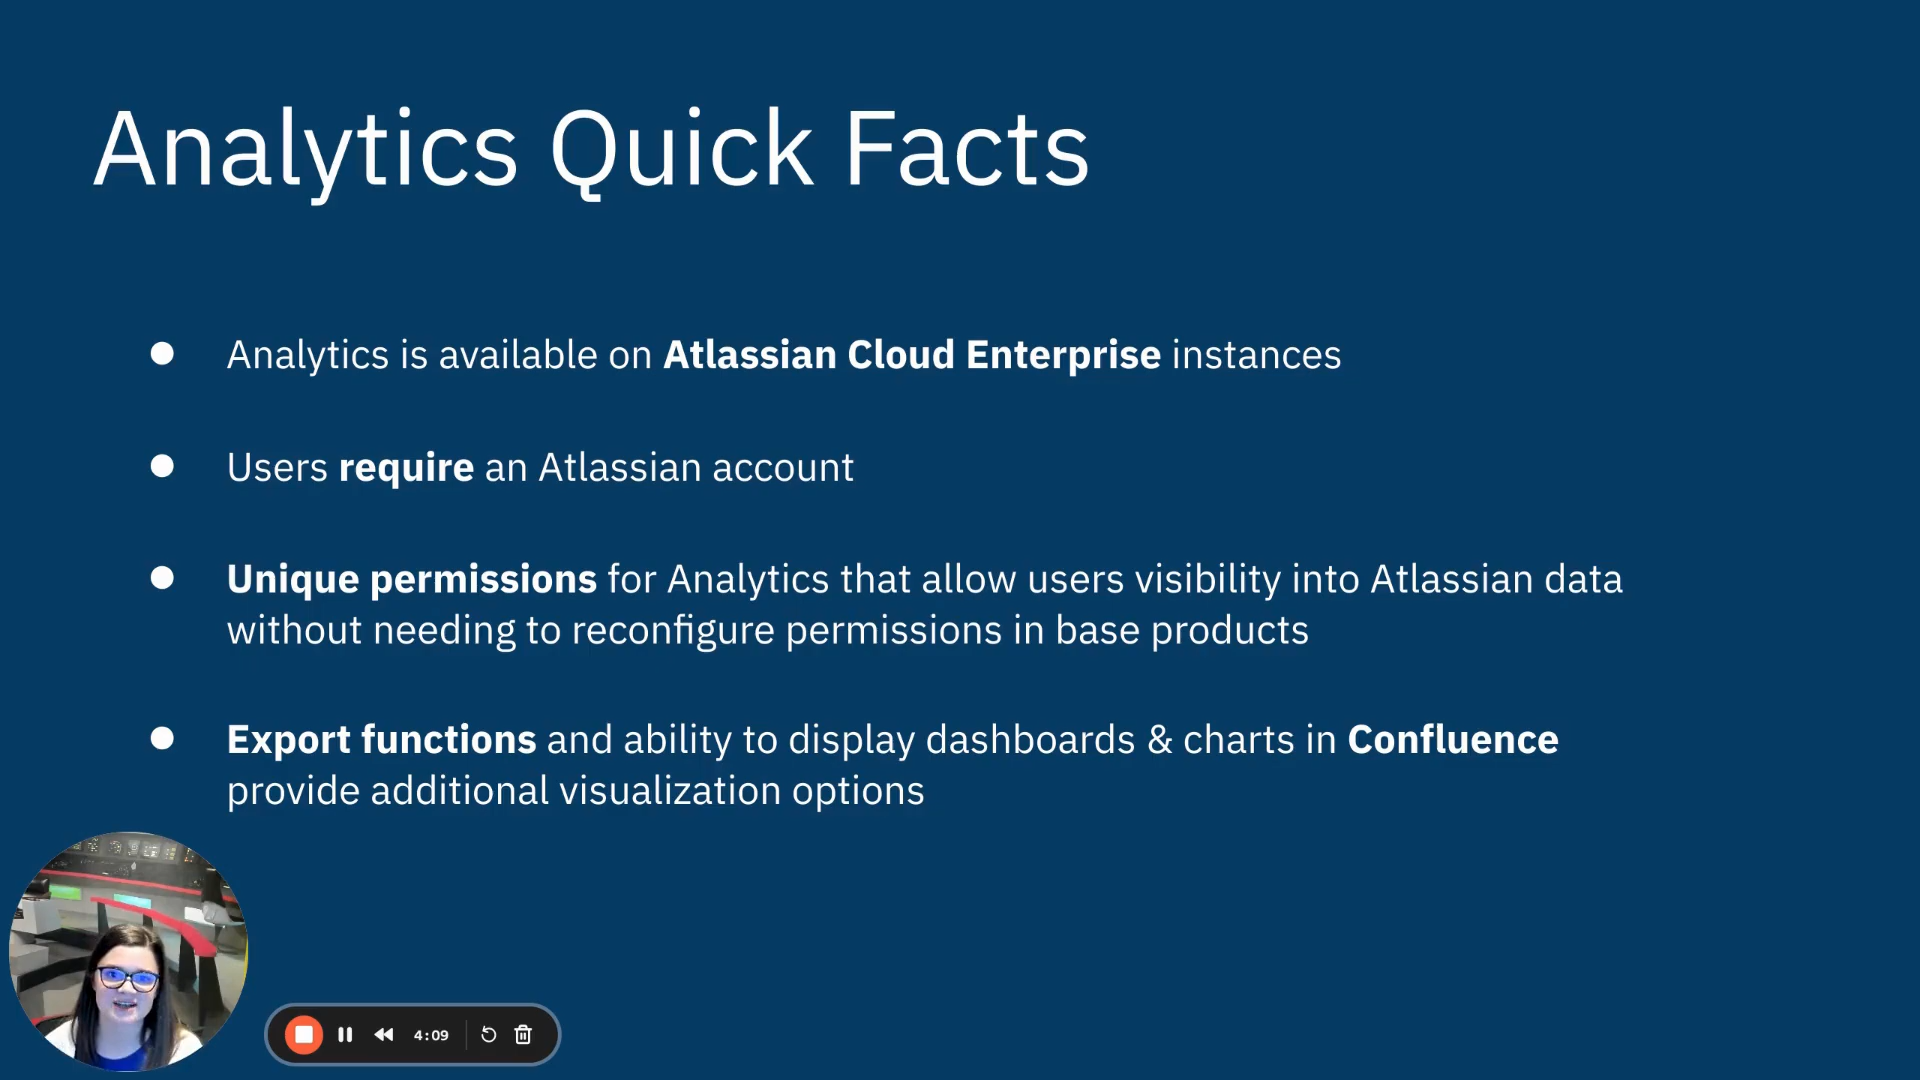 Analytics Quick Facts
● Analytics is available on Atlassian Cloud Enterprise instances
● Users require an Atlassian account
● Unique permissions for Analytics that allow users visibility into Atlassian data
without needing to reconfigure permissions in base products
● Export functions and ability to display dashboards & charts in Confluence
provide additional visualization options
4:09